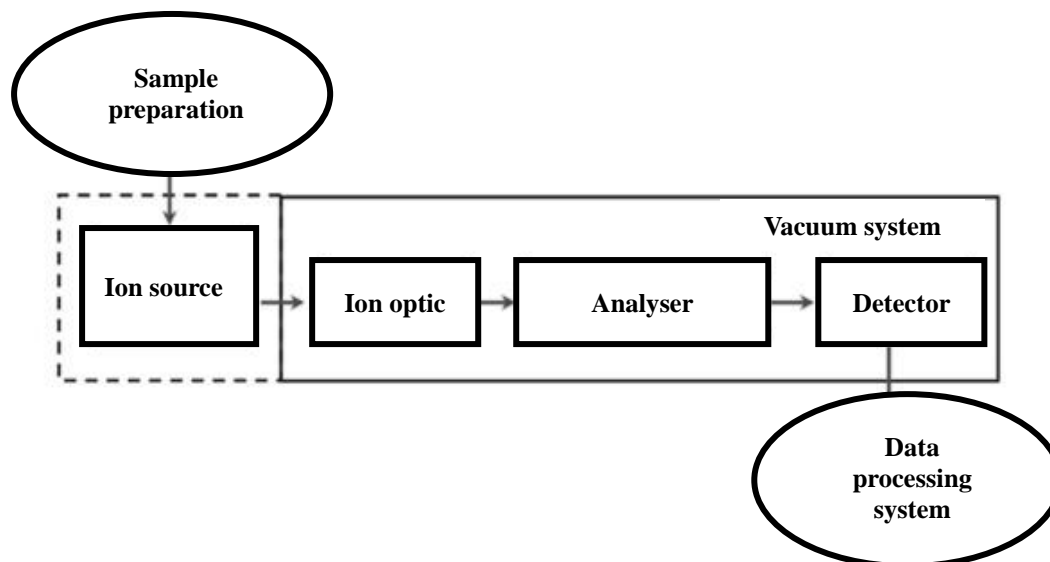 Sample
preparation
Vacuum system
Ion source
Ion optic
Analyser
Detector
Data
processing
system